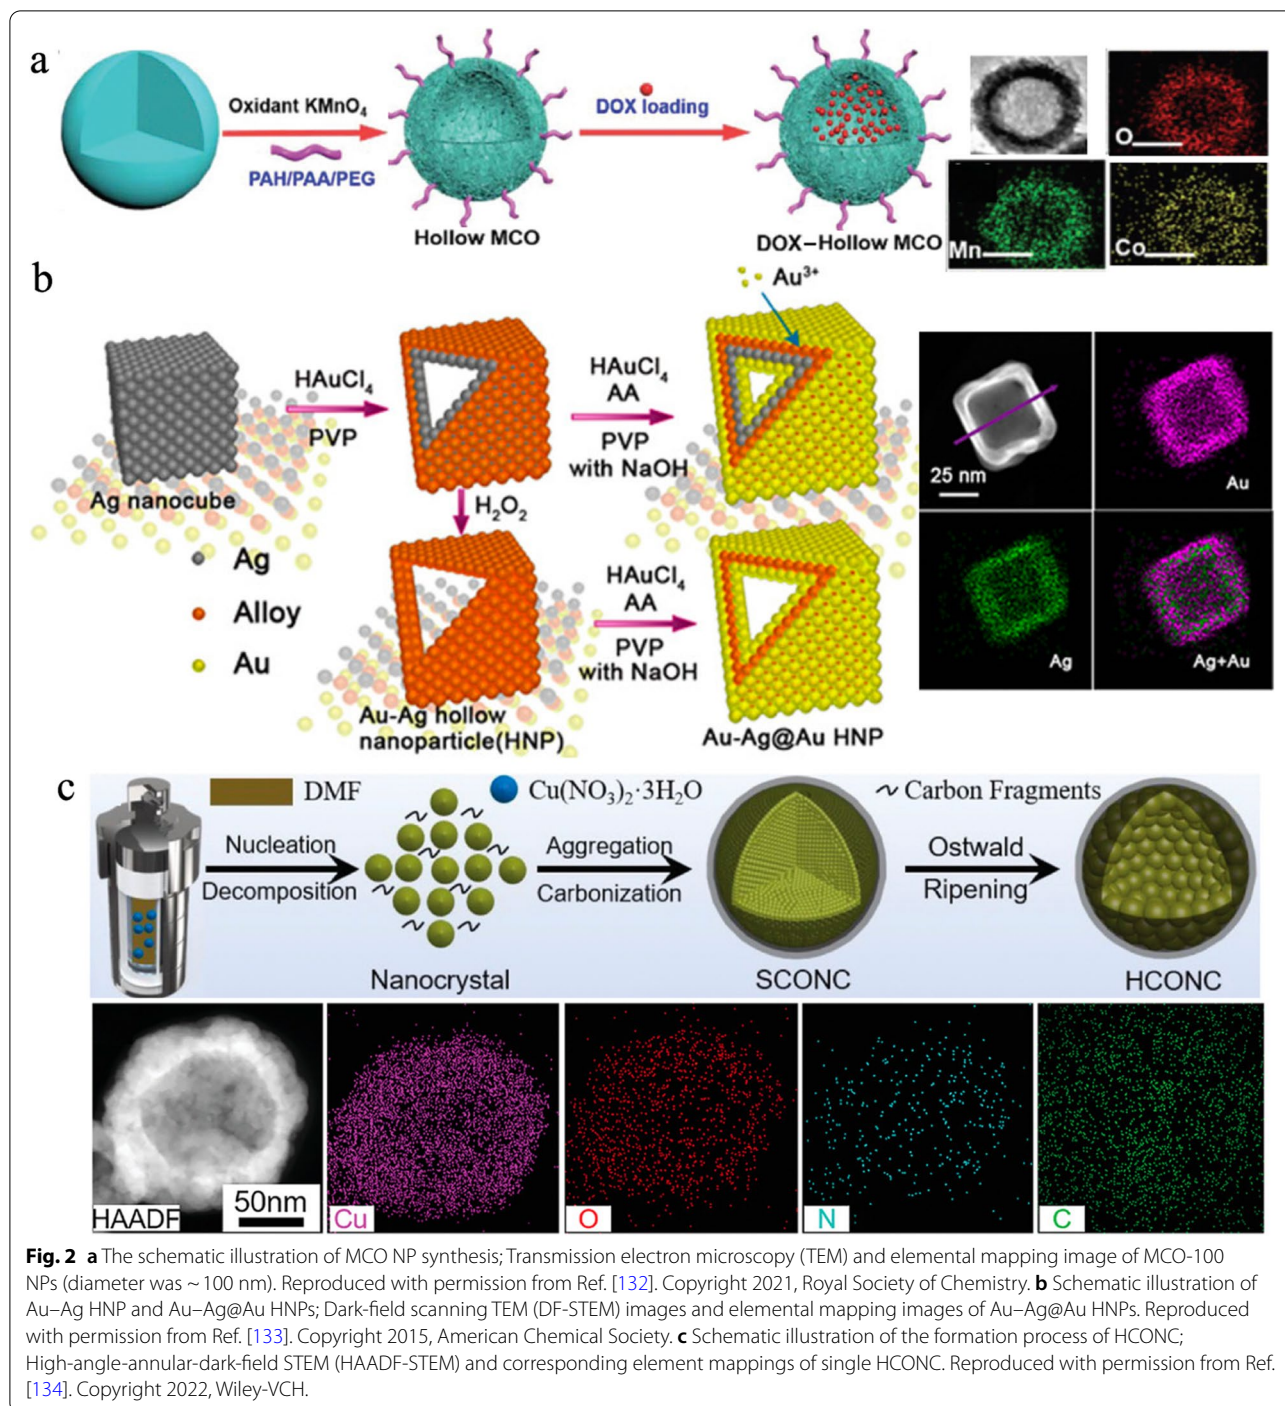 a
Oxidant KMnO₄
PAH/PAA/PEG
Hollow MCO
DOX loading
DOX–Hollow MCO
O
Mn
Co
b
Ag nanocube
HAuCl₄
PVP
H₂O₂
HAuCl₄
AA
PVP
with NaOH
Au³⁺
Ag
Alloy
Au
Au-Ag hollow
nanoparticle(HNP)
HAuCl₄
AA
PVP
with NaOH
Au-Ag@Au HNP
25 nm
Au
Ag
Ag+Au
c
DMF
Cu(NO₃)₂·3H₂O
Carbon Fragments
Nucleation
Decomposition
Aggregation
Carbonization
Ostwald
Ripening
Nanocrystal
SCONC
HCONC
HAADF
50nm
Cu
O
N
C
Fig. 2 a The schematic illustration of MCO NP synthesis; Transmission electron microscopy (TEM) and elemental mapping image of MCO-100
NPs (diameter was ~ 100 nm). Reproduced with permission from Ref. [132]. Copyright 2021, Royal Society of Chemistry. b Schematic illustration of
Au–Ag HNP and Au–Ag@Au HNPs; Dark-field scanning TEM (DF-STEM) images and elemental mapping images of Au–Ag@Au HNPs. Reproduced
with permission from Ref. [133]. Copyright 2015, American Chemical Society. c Schematic illustration of the formation process of HCONC;
High-angle-annular-dark-field STEM (HAADF-STEM) and corresponding element mappings of single HCONC. Reproduced with permission from Ref.
[134]. Copyright 2022, Wiley-VCH.